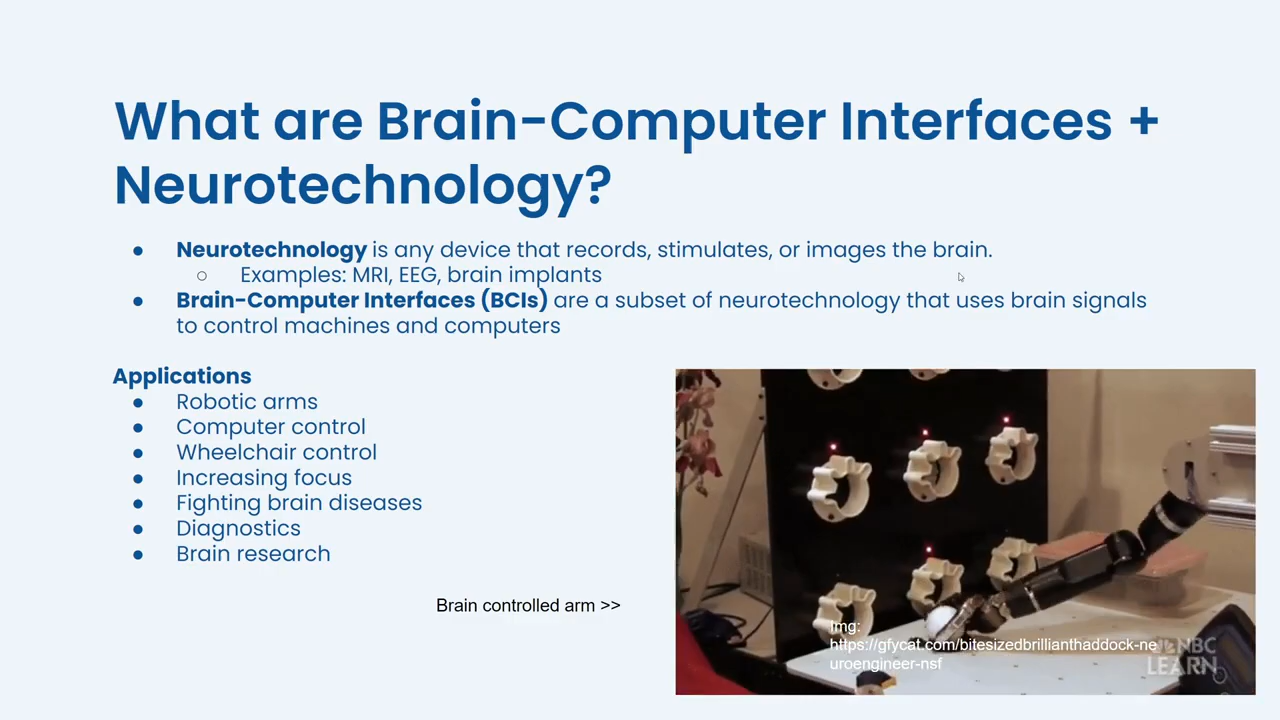 What are Brain-Computer Interfaces +
Neurotechnology?
● Neurotechnology is any device that records, stimulates, or images the brain.
○ Examples: MRI, EEG, brain implants
● Brain-Computer Interfaces (BCIs) are a subset of neurotechnology that uses brain signals
to control machines and computers
Applications
● Robotic arms
● Computer control
● Wheelchair control
● Increasing focus
● Fighting brain diseases
● Diagnostics
● Brain research
Brain controlled arm >>
Img:
https://gfycat.com/bitesizedbrillianthaddock-ne
uroengineer-nsf
NBC
LEARN